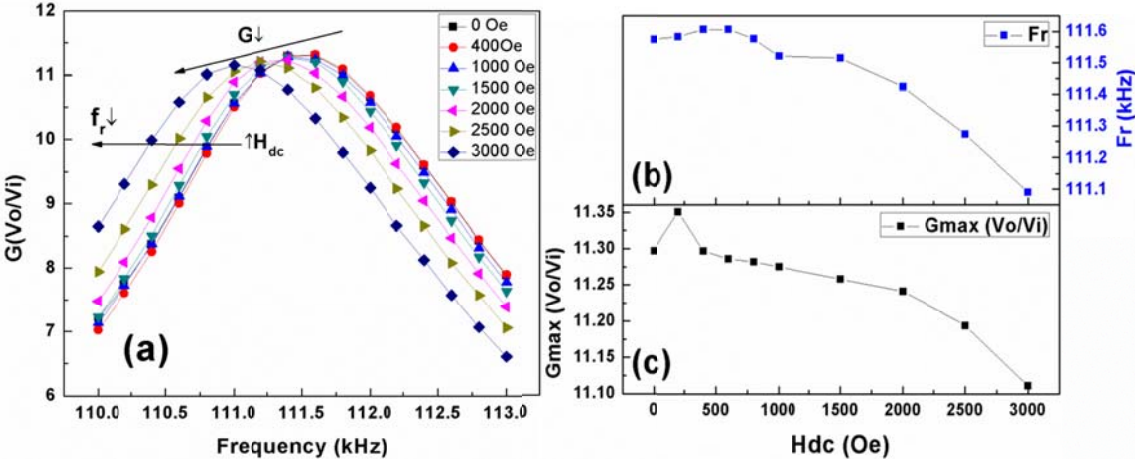 12
11
10
9
8
7
6
G(Vo/Vi)
G↓
f_r↓
↑H_dc
(a)
0 Oe
400Oe
1000 Oe
1500 Oe
2000 Oe
2500 Oe
3000 Oe
110.0 110.5 111.0 111.5 112.0 112.5 113.0
Frequency (kHz)
Fr
(b)
111.6
111.5
111.4
111.3
111.2
111.1
Fr (kHz)
11.35
11.30
11.25
11.20
11.15
11.10
Gmax (Vo/Vi)
Gmax (Vo/Vi)
(c)
0 500 1000 1500 2000 2500 3000
Hdc (Oe)